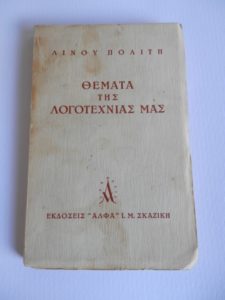 ΛΙΝΟΥ ΠΟΛΙΤΗ
ΘΕΜΑΤΑ
ΤΗΣ
ΛΟΓΟΤΕΧΝΙΑΣ ΜΑΣ
Α
ΕΚΔΟΣΕΙΣ "ΑΛΦΑ" Ι. Μ. ΣΚΑΖΙΚΗ